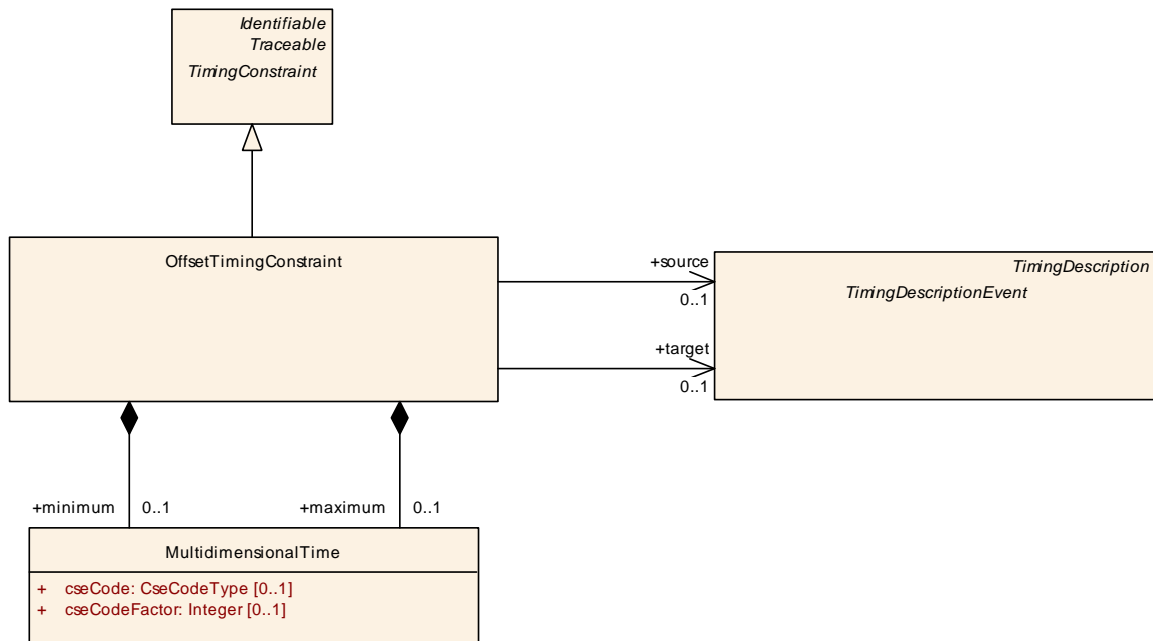 Identifiable
Traceable
TimingConstraint
OffsetTimingConstraint
+source
0..1
TimingDescription
TimingDescriptionEvent
+target
0..1
+minimum 0..1
+maximum 0..1
MultidimensionalTime
+ cseCode: CseCodeType [0..1]
+ cseCodeFactor: Integer [0..1]